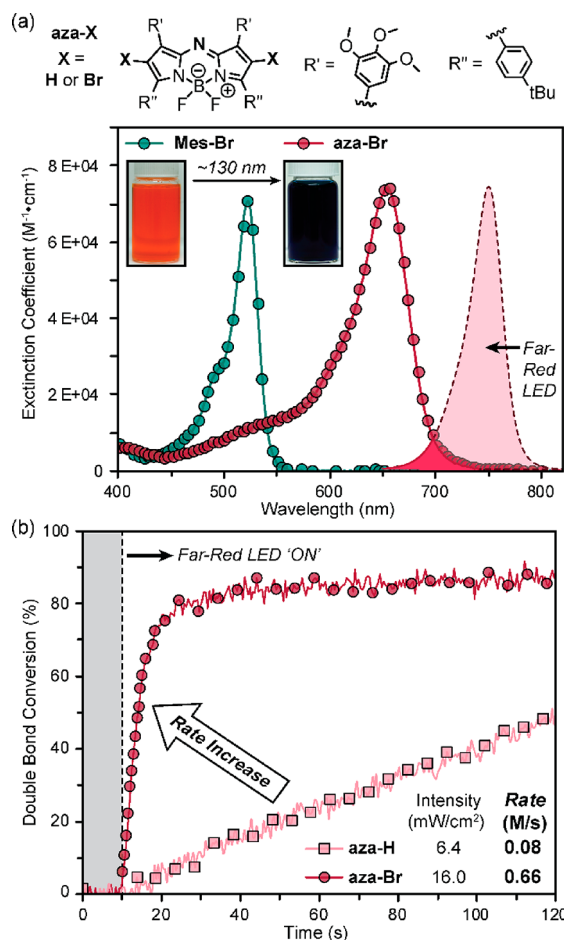 (a)
aza-X
X =
H or Br
R'
N
R'
X
X
N
N
B
⊖
⊕
R"
F
F
R"
R' =
O
O
O
R" =
tBu
Mes-Br
aza-Br
~130 nm
8 E+04
6 E+04
4 E+04
2 E+04
0
Exctinction Coefficient (M⁻¹•cm⁻¹)
Far-
Red
LED
400
500
600
700
800
Wavelength (nm)
(b)
Far-Red LED 'ON'
100
80
60
40
20
0
Double Bond Conversion (%)
Rate Increase
Intensity Rate
(mW/cm²) (M/s)
aza-H 6.4 0.08
aza-Br 16.0 0.66
0 20 40 60 80 100 120
Time (s)